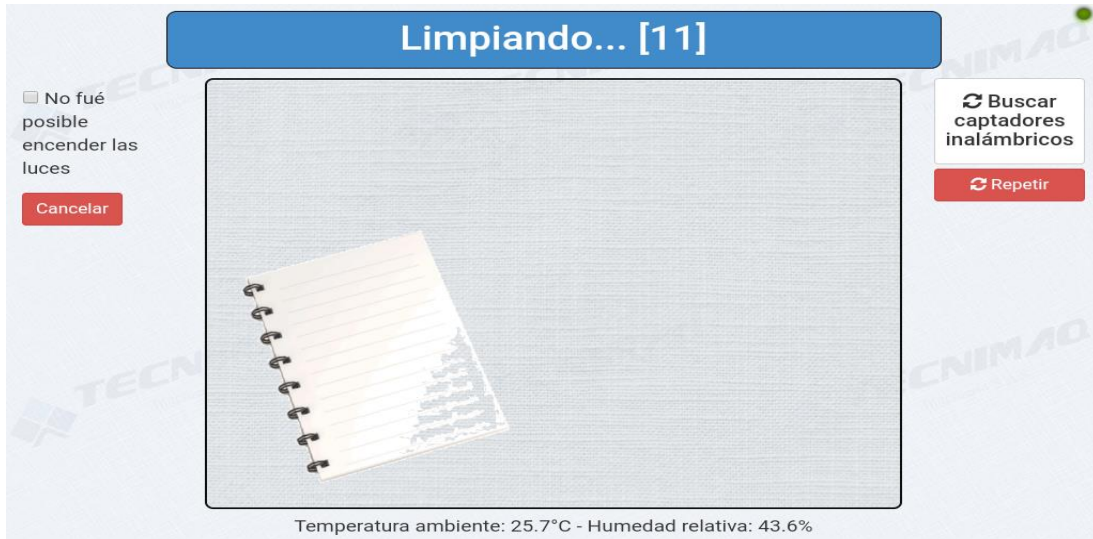 Limpiando... [11]
No fué
posible
encender las
luces
Cancelar
Buscar
captadores
inalámbricos
Repetir
Temperatura ambiente: 25.7°C - Humedad relativa: 43.6%
TECNIMAQ